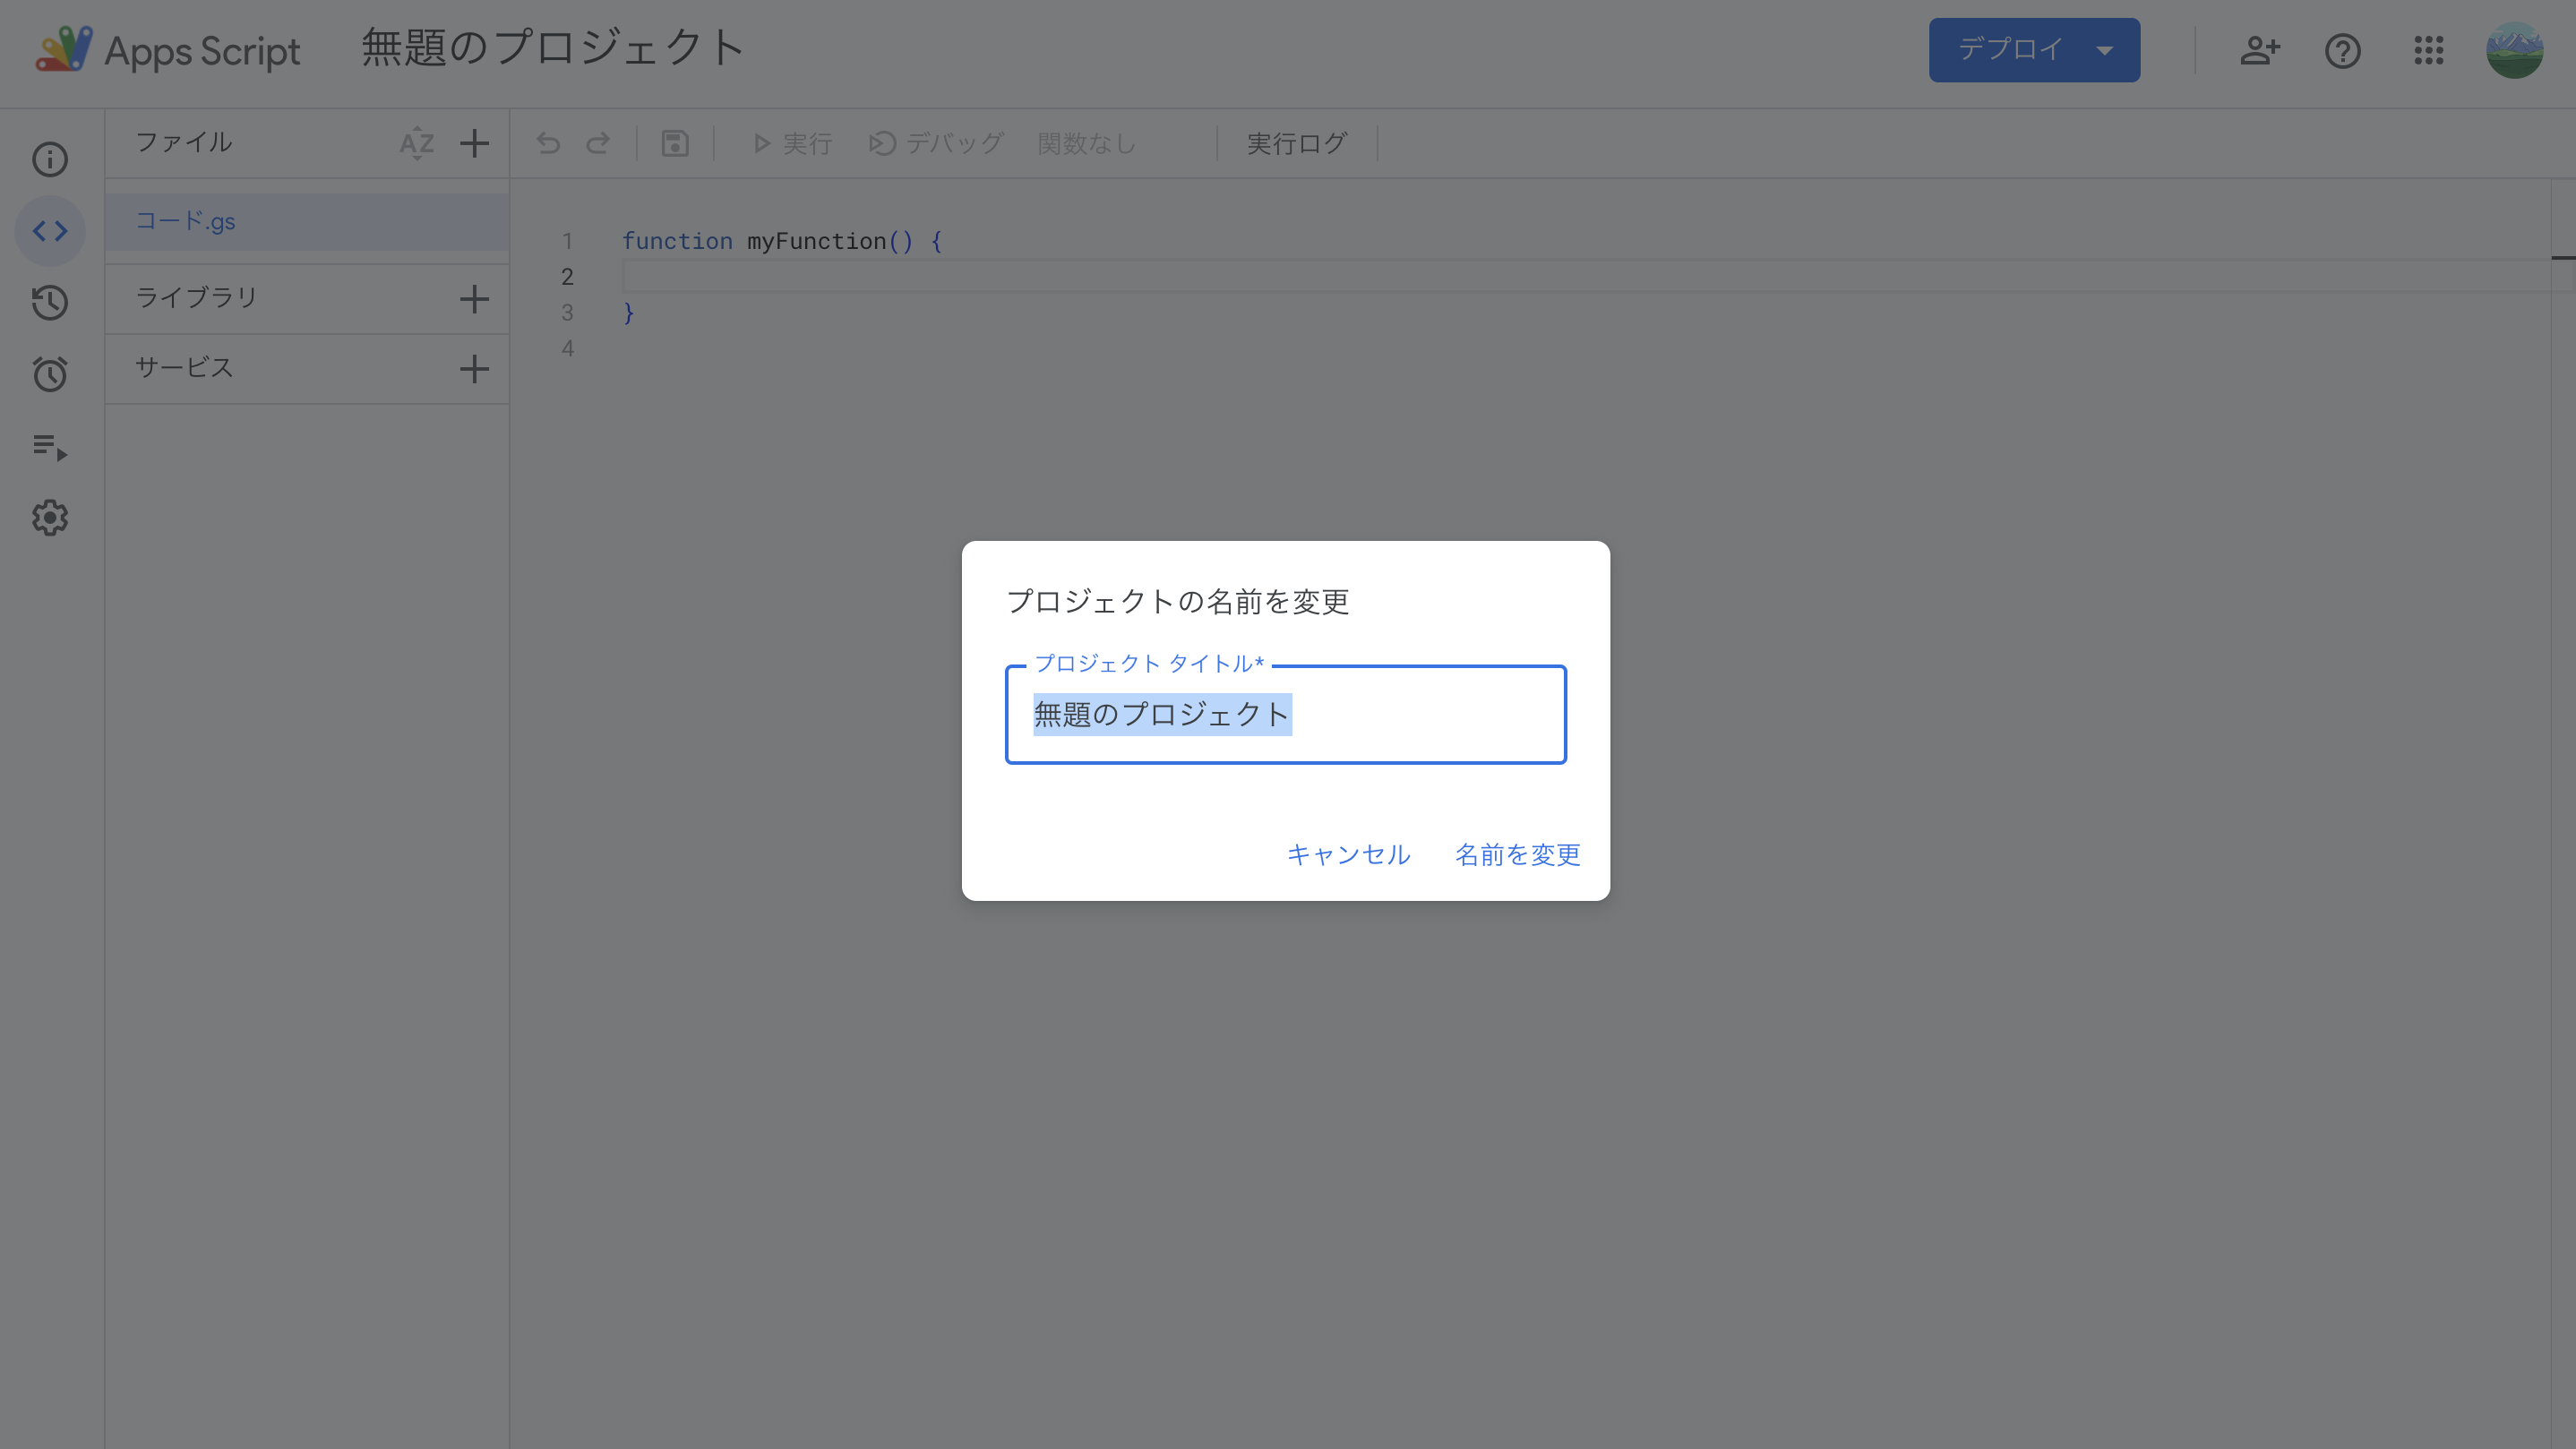 Apps Script
無題のプロジェクト
デプロイ
ファイル
AZ
実行
デバッグ
関数なし
実行ログ
コード.gs
ライブラリ
サービス
1 function myFunction() {
2
3 }
4
プロジェクトの名前を変更
プロジェクト タイトル*
無題のプロジェクト
キャンセル
名前を変更